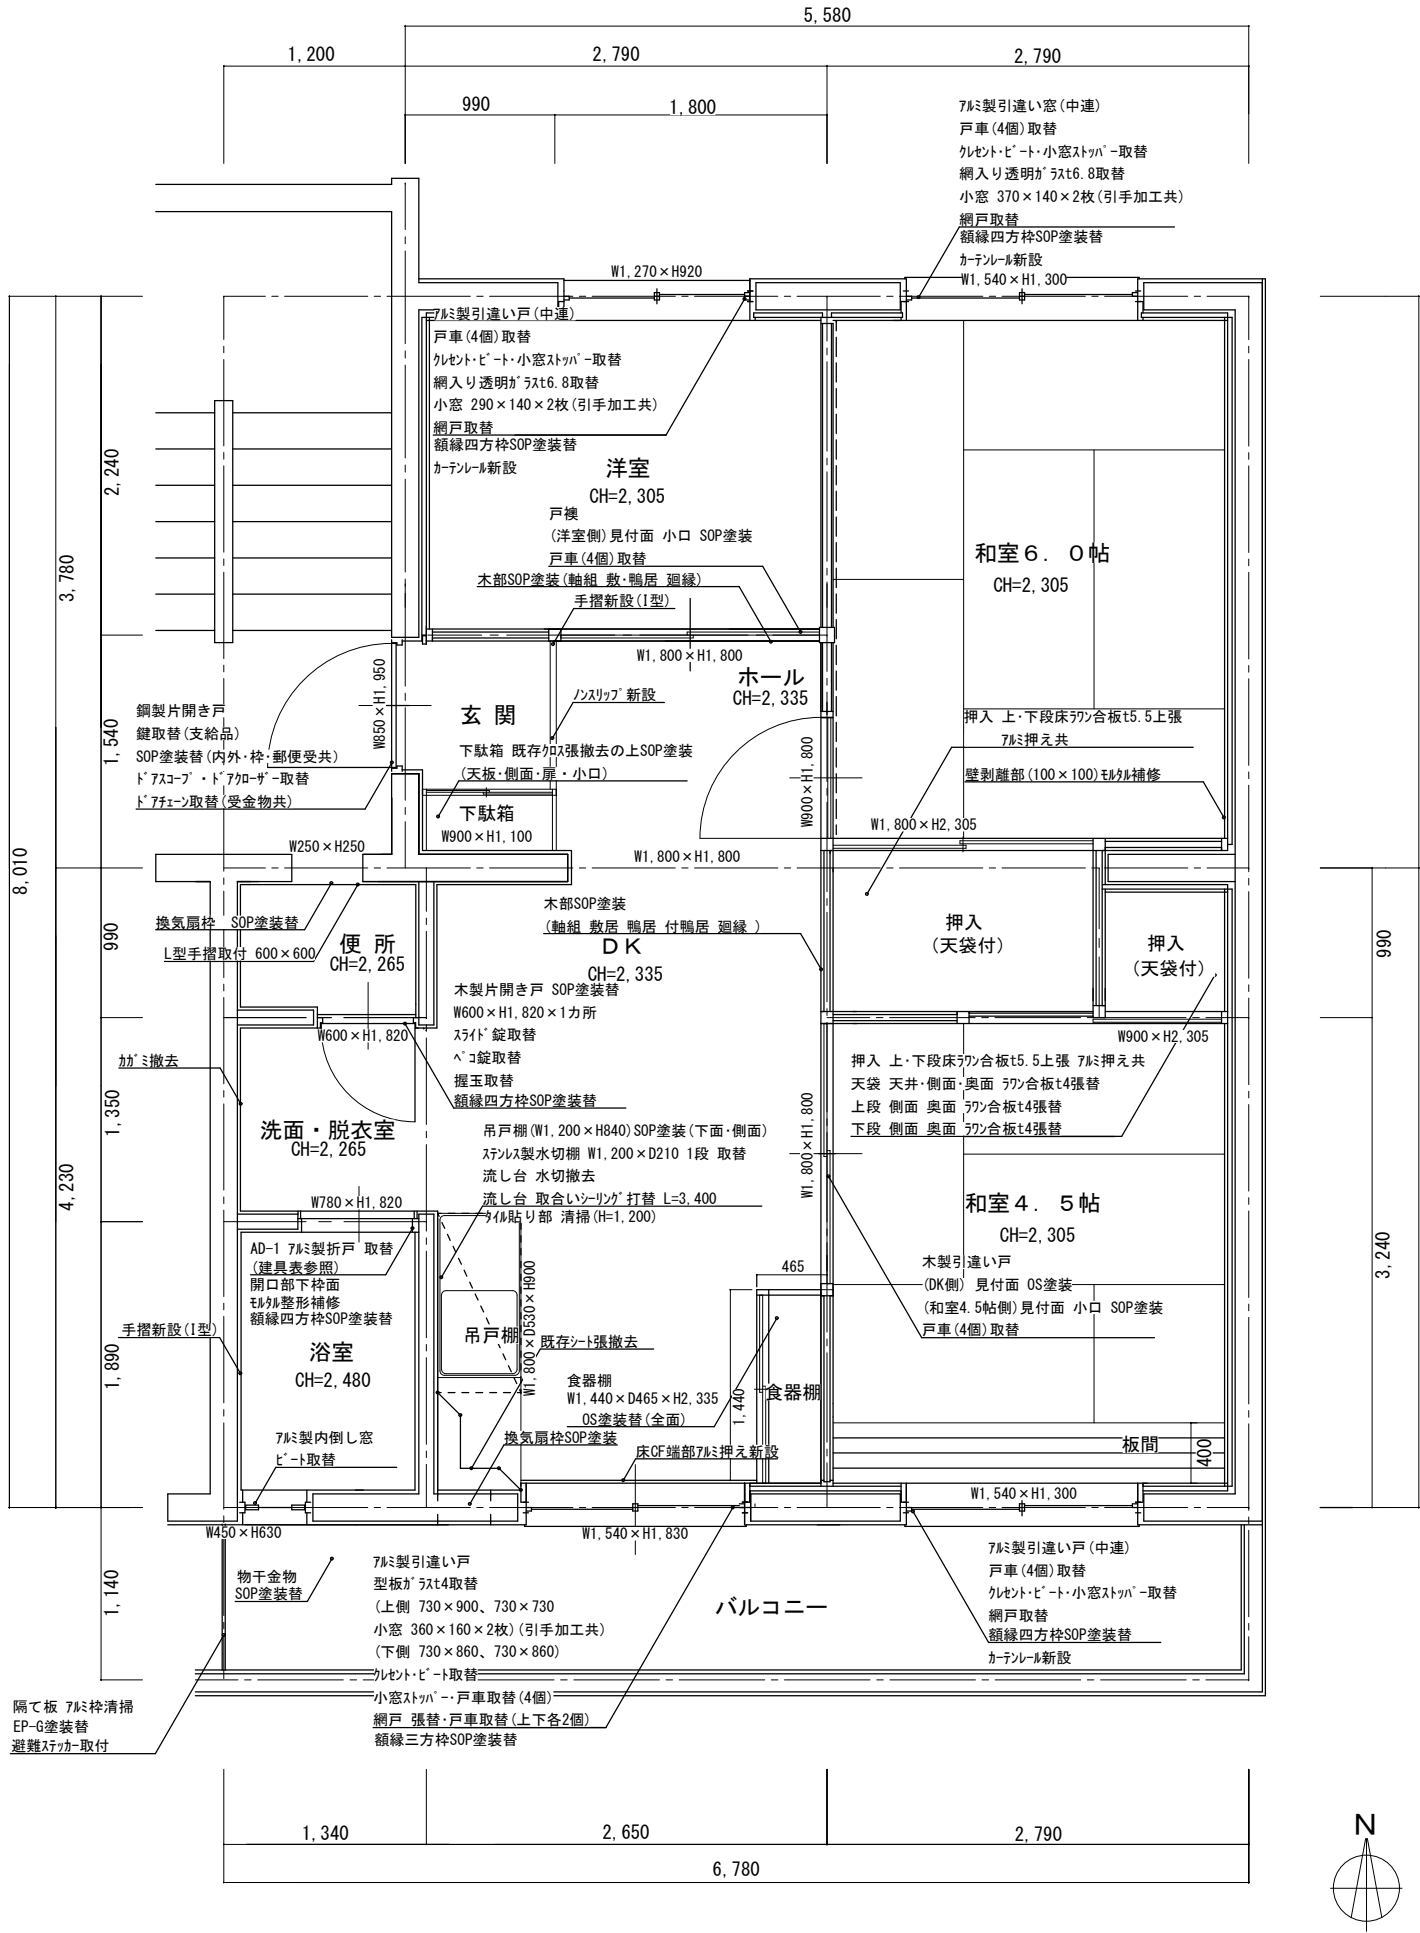 5,580
1,200
2,790
2,790
990
1,800
ｱﾙﾐ製引違い窓(中連)
戸車(4個)取替
ｸﾚｾﾝﾄ･ﾋﾞｰﾄ･小窓ｽﾄｯﾊﾟｰ取替
網入り透明ｶﾞﾗｽt6.8取替
小窓 370×140×2枚(引手加工共)
網戸取替
額縁四方枠SOP塗装替
ｶｰﾃﾝﾚｰﾙ新設
W1,540×H1,300
W1,270×H920
ｱﾙﾐ製引違い戸(中連)
戸車(4個)取替
ｸﾚｾﾝﾄ･ﾋﾞｰﾄ･小窓ｽﾄｯﾊﾟｰ取替
網入り透明ｶﾞﾗｽt6.8取替
小窓 290×140×2枚(引手加工共)
網戸取替
額縁四方枠SOP塗装替
ｶｰﾃﾝﾚｰﾙ新設
洋室
CH=2,305
戸襖
(洋室側)見付面 小口 SOP塗装
戸車(4個)取替
木部SOP塗装(軸組 敷･鴨居 廻縁)
手摺新設(I型)
W1,800×H1,800
和室６．０帖
CH=2,305
2,240
3,780
8,010
1,540
990
1,350
4,230
1,890
1,140
ホール
CH=2,335
玄 関
ﾉﾝｽﾘｯﾌﾟ新設
W850×H1,950
鋼製片開き戸
鍵取替(支給品)
SOP塗装替(内外･枠･郵便受共)
ﾄﾞｱｽｺｰﾌﾟ・ﾄﾞｱｸﾛｰｻﾞｰ取替
ﾄﾞｱﾁｪｰﾝ取替(受金物共)
下駄箱 既存ｸﾛｽ張撤去の上SOP塗装
(天板･側面･扉・小口)
下駄箱
W900×H1,100
W900×H1,800
押入 上･下段床ﾗﾜﾝ合板t5.5上張
ｱﾙﾐ押え共
壁剥離部(100×100)ﾓﾙﾀﾙ補修
W1,800×H2,305
W250×H250
W1,800×H1,800
換気扇枠 SOP塗装替
L型手摺取付 600×600
便 所
CH=2,265
木部SOP塗装
(軸組 敷居 鴨居 付鴨居 廻縁 )
ＤＫ
CH=2,335
押入
(天袋付)
押入
(天袋付)
990
3,240
木製片開き戸 SOP塗装替
W600×H1,820×1カ所
ｽﾗｲﾄﾞ錠取替
ﾍﾟｺ錠取替
握玉取替
額縁四方枠SOP塗装替
W600×H1,820
W900×H2,305
ｶｶﾞﾐ撤去
押入 上･下段床ﾗﾜﾝ合板t5.5上張 ｱﾙﾐ押え共
天袋 天井･側面･奥面 ﾗﾜﾝ合板t4張替
上段 側面 奥面 ﾗﾜﾝ合板t4張替
下段 側面 奥面 ﾗﾜﾝ合板t4張替
W1,800×H1,800
洗面・脱衣室
CH=2,265
吊戸棚(W1,200×H840)SOP塗装(下面･側面)
ｽﾃﾝﾚｽ製水切棚 W1,200×D210 1段 取替
流し台 水切撤去
流し台 取合いｼｰﾘﾝｸﾞ打替 L=3,400
ﾀｲﾙ貼り部 清掃(H=1,200)
W780×H1,820
和室４．５帖
CH=2,305
AD-1 ｱﾙﾐ製折戸 取替
(建具表参照)
開口部下枠面
ﾓﾙﾀﾙ整形補修
額縁四方枠SOP塗装替
465
木製引違い戸
(DK側) 見付面 OS塗装
(和室4.5帖側)見付面 小口 SOP塗装
戸車(4個)取替
手摺新設(I型)
浴室
CH=2,480
吊戸棚
W1,800×D530×H900
既存ｼｰﾄ張撤去
食器棚
W1,440×D465×H2,335
OS塗装替(全面)
1,440
食器棚
ｱﾙﾐ製内倒し窓
ﾋﾞｰﾄ取替
換気扇枠SOP塗装
床CF端部ｱﾙﾐ押え新設
板間
400
W1,540×H1,300
W450×H630
W1,540×H1,830
物干金物
SOP塗装替
ｱﾙﾐ製引違い戸
型板ｶﾞﾗｽt4取替
(上側 730×900、730×730
小窓 360×160×2枚)(引手加工共)
(下側 730×860、730×860)
ｸﾚｾﾝﾄ･ﾋﾞｰﾄ取替
小窓ｽﾄｯﾊﾟｰ･戸車取替(4個)
網戸 張替･戸車取替(上下各2個)
額縁三方枠SOP塗装替
バルコニー
ｱﾙﾐ製引違い戸(中連)
戸車(4個)取替
ｸﾚｾﾝﾄ･ﾋﾞｰﾄ･小窓ｽﾄｯﾊﾟｰ取替
網戸取替
額縁四方枠SOP塗装替
ｶｰﾃﾝﾚｰﾙ新設
隔て板 ｱﾙﾐ枠清掃
EP-G塗装替
避難ｽﾃｯｶｰ取付
1,340
2,650
2,790
6,780
N